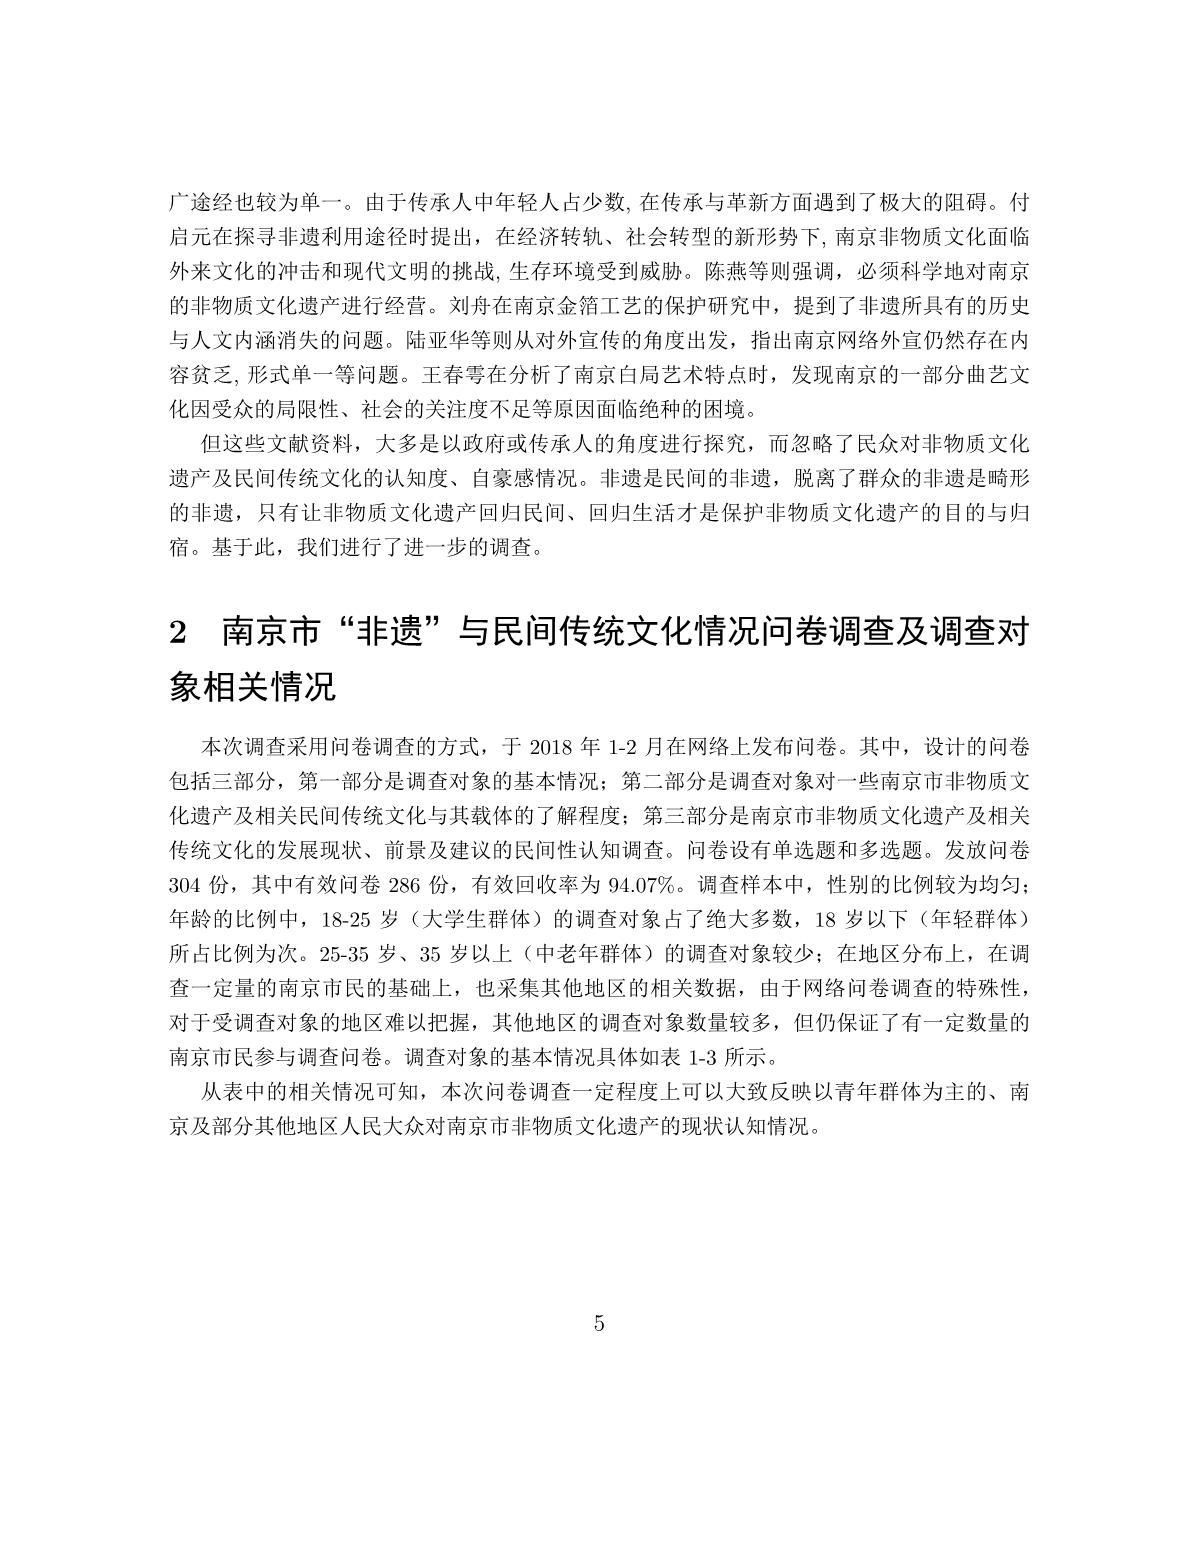 广途经也较为单一。由于传承人中年轻人占少数, 在传承与革新方面遇到了极大的阻碍。付
启元在探寻非遗利用途径时提出，在经济转轨、社会转型的新形势下, 南京非物质文化面临
外来文化的冲击和现代文明的挑战, 生存环境受到威胁。陈燕等则强调，必须科学地对南京
的非物质文化遗产进行经营。刘舟在南京金箔工艺的保护研究中，提到了非遗所具有的历史
与人文内涵消失的问题。陆亚华等则从对外宣传的角度出发，指出南京网络外宣仍然存在内
容贫乏, 形式单一等问题。王春雩在分析了南京白局艺术特点时，发现南京的一部分曲艺文
化因受众的局限性、社会的关注度不足等原因面临绝种的困境。
但这些文献资料，大多是以政府或传承人的角度进行探究，而忽略了民众对非物质文化
遗产及民间传统文化的认知度、自豪感情况。非遗是民间的非遗，脱离了群众的非遗是畸形
的非遗，只有让非物质文化遗产回归民间、回归生活才是保护非物质文化遗产的目的与归
宿。基于此，我们进行了进一步的调查。
2 南京市“非遗”与民间传统文化情况问卷调查及调查对
象相关情况
本次调查采用问卷调查的方式，于 2018 年 1-2 月在网络上发布问卷。其中，设计的问卷
包括三部分，第一部分是调查对象的基本情况；第二部分是调查对象对一些南京市非物质文
化遗产及相关民间传统文化与其载体的了解程度；第三部分是南京市非物质文化遗产及相关
传统文化的发展现状、前景及建议的民间性认知调查。问卷设有单选题和多选题。发放问卷
304 份，其中有效问卷 286 份，有效回收率为 94.07%。调查样本中，性别的比例较为均匀；
年龄的比例中，18-25 岁（大学生群体）的调查对象占了绝大多数，18 岁以下（年轻群体）
所占比例为次。25-35 岁、35 岁以上（中老年群体）的调查对象较少；在地区分布上，在调
查一定量的南京市民的基础上，也采集其他地区的相关数据，由于网络问卷调查的特殊性，
对于受调查对象的地区难以把握，其他地区的调查对象数量较多，但仍保证了有一定数量的
南京市民参与调查问卷。调查对象的基本情况具体如表 1-3 所示。
从表中的相关情况可知，本次问卷调查一定程度上可以大致反映以青年群体为主的、南
京及部分其他地区人民大众对南京市非物质文化遗产的现状认知情况。
5